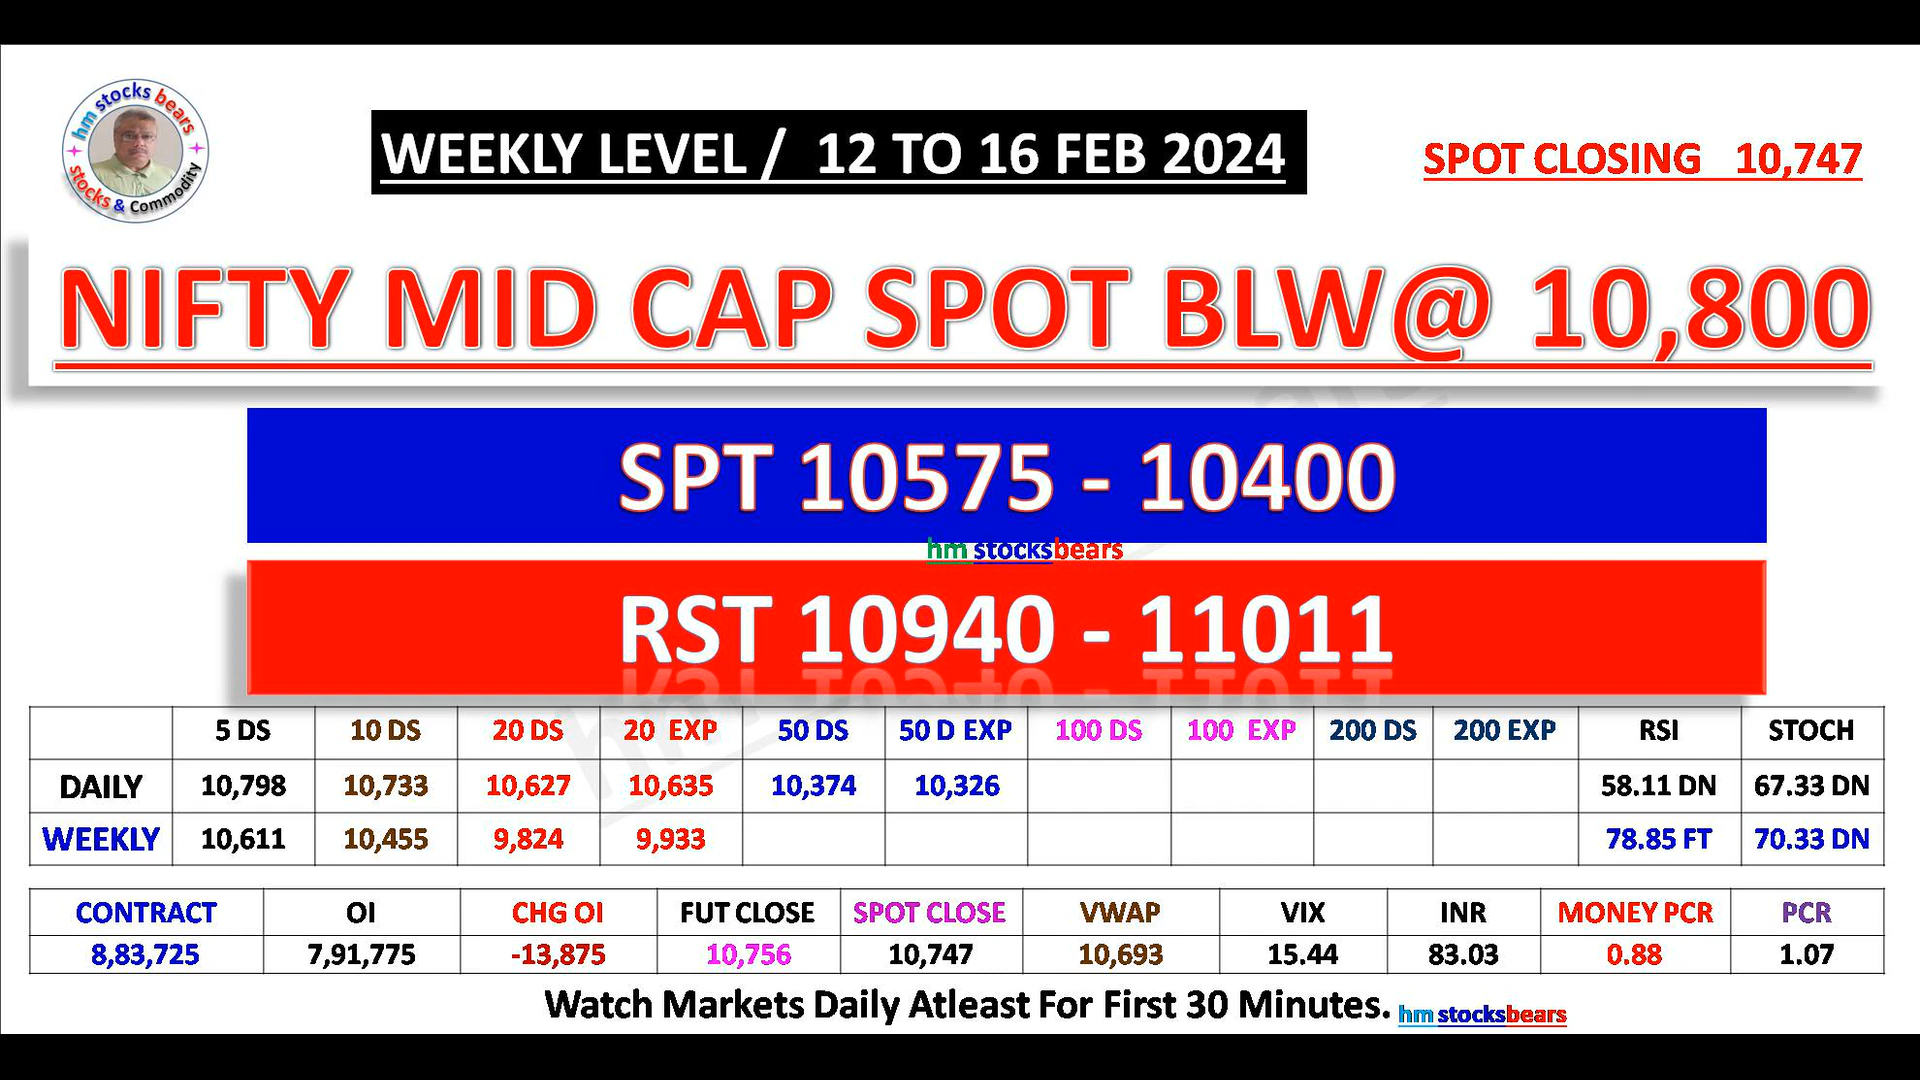 hm stocks bears
stocks & Commodity
WEEKLY LEVEL /  12 TO 16 FEB 2024
SPOT CLOSING   10,747
NIFTY MID CAP SPOT BLW@ 10,800
SPT 10575 - 10400
hm stocksbears
RST 10940 - 11011
5 DS 10 DS 20 DS 20 EXP 50 DS 50 D EXP 100 DS 100 EXP 200 DS 200 EXP RSI STOCH
DAILY 10,798 10,733 10,627 10,635 10,374 10,326 58.11 DN 67.33 DN
WEEKLY 10,611 10,455 9,824 9,933 78.85 FT 70.33 DN
CONTRACT OI CHG OI FUT CLOSE SPOT CLOSE VWAP VIX INR MONEY PCR PCR
8,83,725 7,91,775 -13,875 10,756 10,747 10,693 15.44 83.03 0.88 1.07
Watch Markets Daily Atleast For First 30 Minutes. hm stocksbears